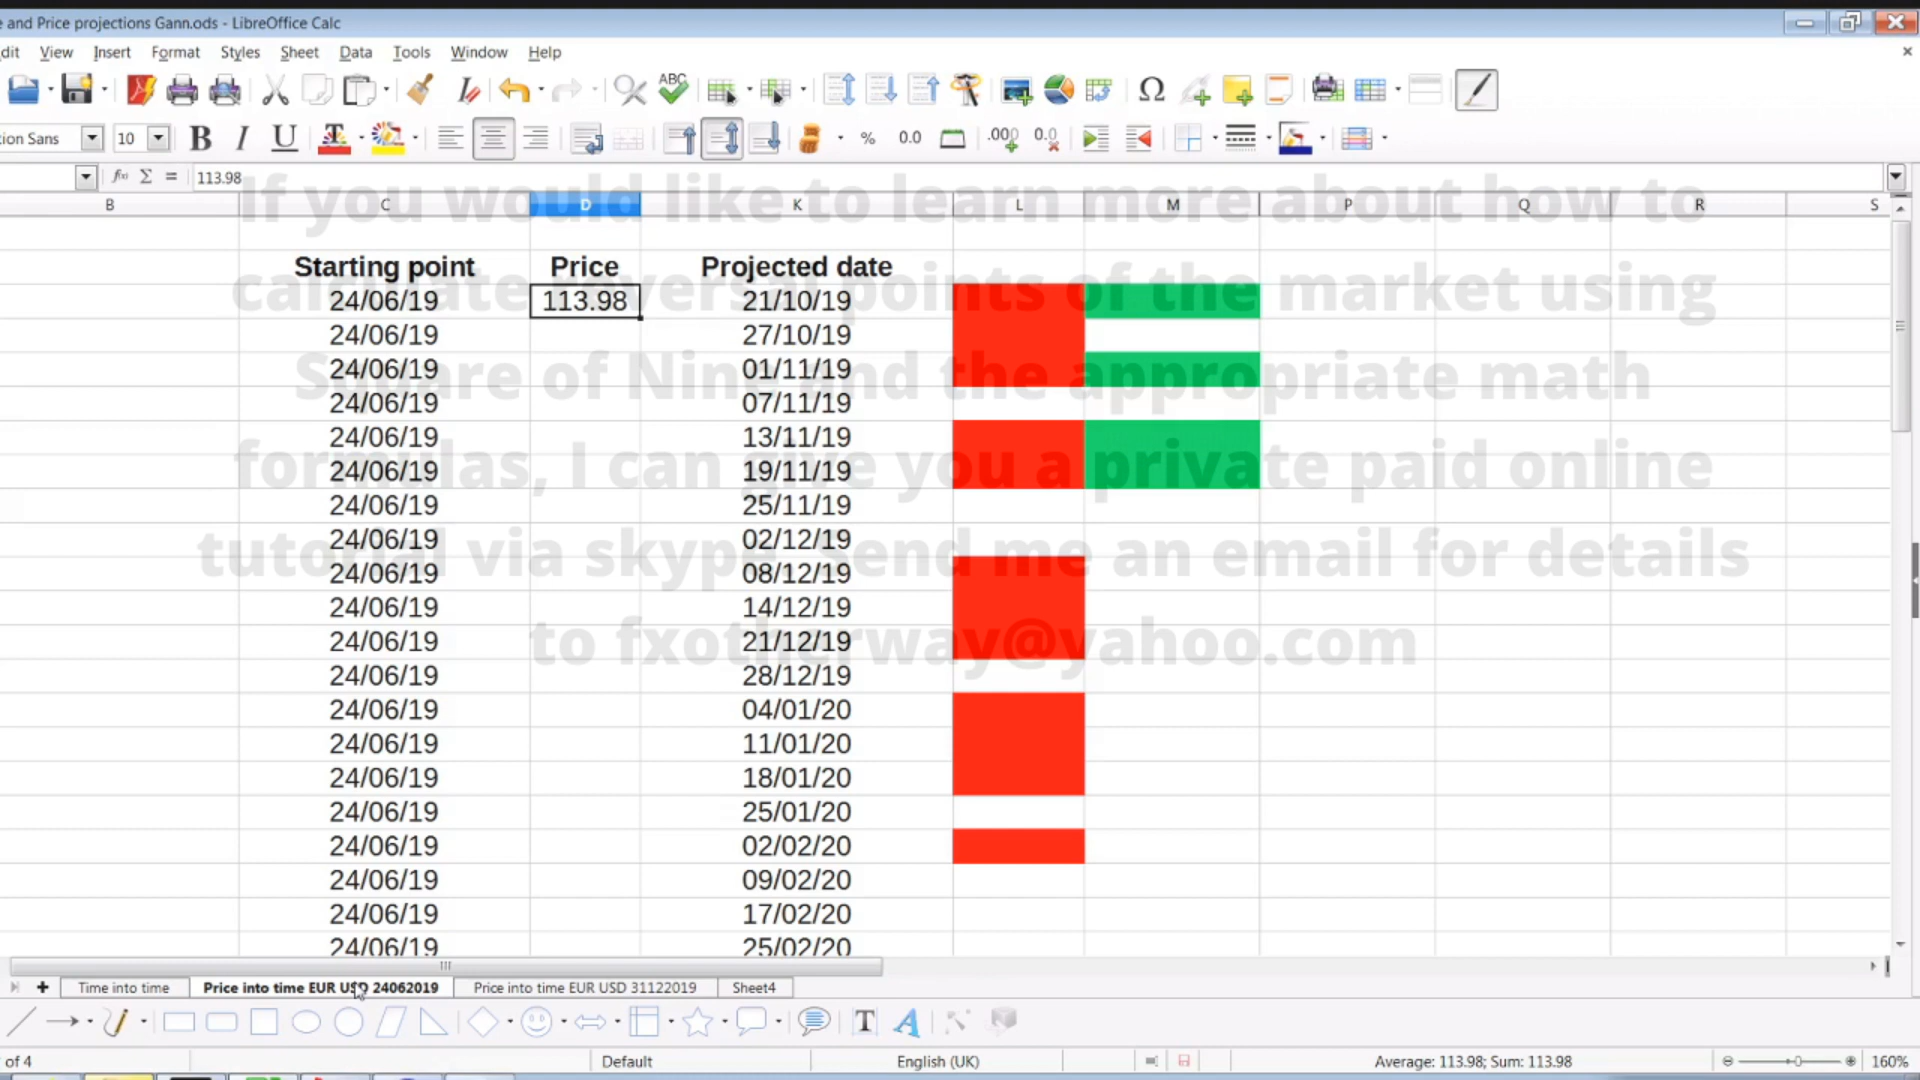 e and Price projections Gann.ods - LibreOffice Calc
dit View Insert Format Styles Sheet Data Tools Window Help
ion Sans 10
113.98
B C D K L M P Q R S
If you would like to learn more about how to
calculate reversal points of the market using
Square of Nine and the appropriate math
formulas, I can give you a private paid online
tutorial via skype. Send me an email for details
to fxotherway@yahoo.com
Starting point Price Projected date
24/06/19 113.98 21/10/19
24/06/19 27/10/19
24/06/19 01/11/19
24/06/19 07/11/19
24/06/19 13/11/19
24/06/19 19/11/19
24/06/19 25/11/19
24/06/19 02/12/19
24/06/19 08/12/19
24/06/19 14/12/19
24/06/19 21/12/19
24/06/19 28/12/19
24/06/19 04/01/20
24/06/19 11/01/20
24/06/19 18/01/20
24/06/19 25/01/20
24/06/19 02/02/20
24/06/19 09/02/20
24/06/19 17/02/20
24/06/19 25/02/20
Time into time Price into time EUR USD 24062019 Price into time EUR USD 31122019 Sheet4
of 4 Default English (UK) Average: 113.98; Sum: 113.98 160%